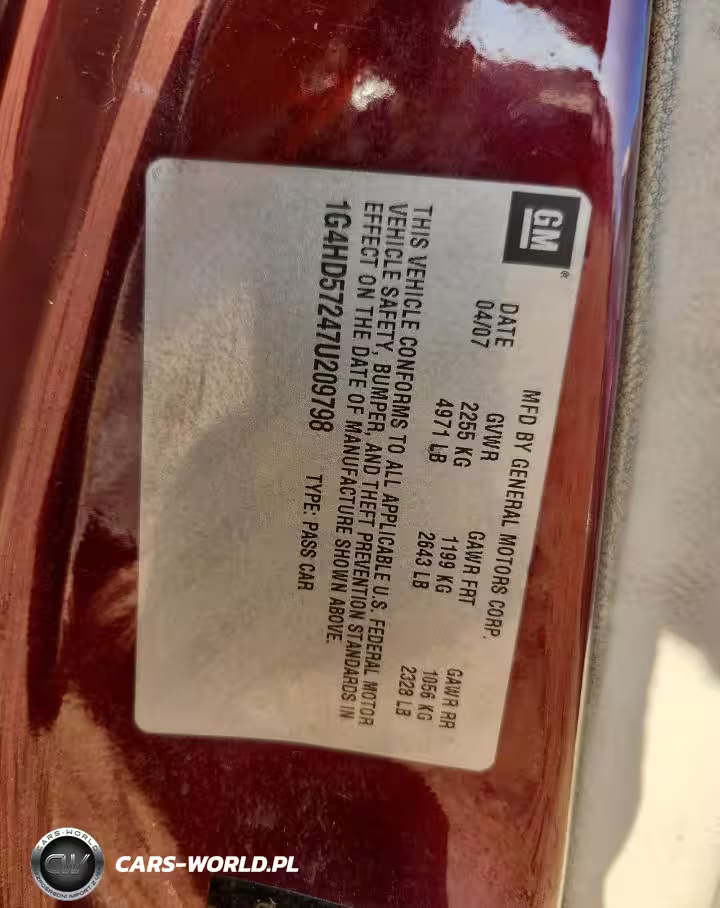 GM
MFD BY GENERAL MOTORS CORP.
DATE GVWR GAWR FRT GAWR RR
04/07 2255 KG 1199 KG 1056 KG
4971 LB 2643 LB 2328 LB
THIS VEHICLE CONFORMS TO ALL APPLICABLE U.S. FEDERAL MOTOR
VEHICLE SAFETY, BUMPER, AND THEFT PREVENTION STANDARDS IN
EFFECT ON THE DATE OF MANUFACTURE SHOWN ABOVE.
1G4HD57247U209798 TYPE: PASS CAR
CARS-WORLD
CW
CARS-WORLD.PL